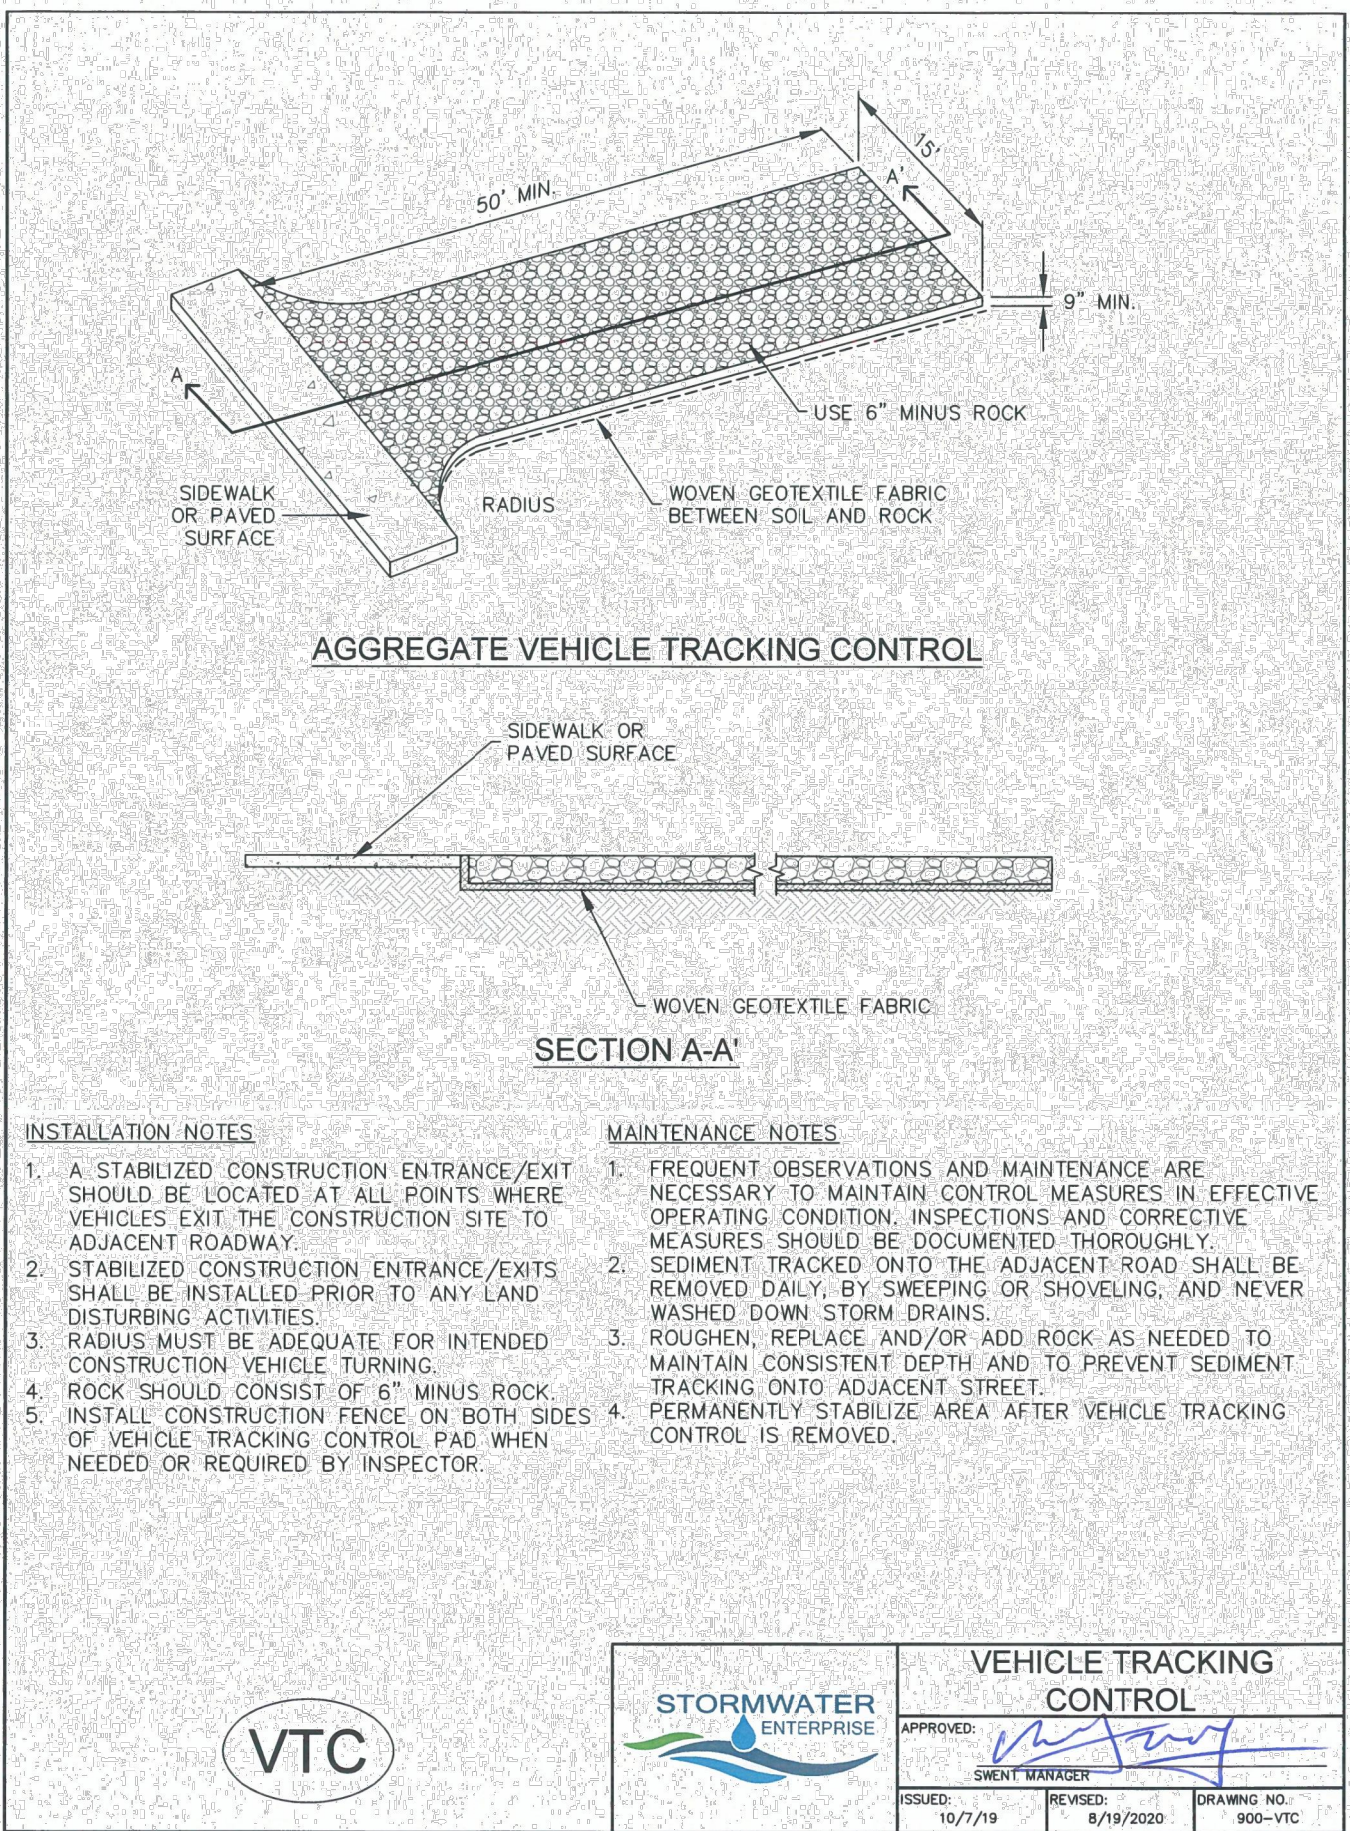 50' MIN.
15'
A'
9" MIN.
A
USE 6" MINUS ROCK
SIDEWALK
OR PAVED
SURFACE
RADIUS
WOVEN GEOTEXTILE FABRIC
BETWEEN SOIL AND ROCK
AGGREGATE VEHICLE TRACKING CONTROL
SIDEWALK OR
PAVED SURFACE
WOVEN GEOTEXTILE FABRIC
SECTION A-A'
INSTALLATION NOTES
1. A STABILIZED CONSTRUCTION ENTRANCE/EXIT
SHOULD BE LOCATED AT ALL POINTS WHERE
VEHICLES EXIT THE CONSTRUCTION SITE TO
ADJACENT ROADWAY.
2. STABILIZED CONSTRUCTION ENTRANCE/EXITS
SHALL BE INSTALLED PRIOR TO ANY LAND
DISTURBING ACTIVITIES.
3. RADIUS MUST BE ADEQUATE FOR INTENDED
CONSTRUCTION VEHICLE TURNING.
4. ROCK SHOULD CONSIST OF 6" MINUS ROCK.
5. INSTALL CONSTRUCTION FENCE ON BOTH SIDES
OF VEHICLE TRACKING CONTROL PAD WHEN
NEEDED OR REQUIRED BY INSPECTOR.
MAINTENANCE NOTES
1. FREQUENT OBSERVATIONS AND MAINTENANCE ARE
NECESSARY TO MAINTAIN CONTROL MEASURES IN EFFECTIVE
OPERATING CONDITION. INSPECTIONS AND CORRECTIVE
MEASURES SHOULD BE DOCUMENTED THOROUGHLY.
2. SEDIMENT TRACKED ONTO THE ADJACENT ROAD SHALL BE
REMOVED DAILY, BY SWEEPING OR SHOVELING, AND NEVER
WASHED DOWN STORM DRAINS.
3. ROUGHEN, REPLACE AND/OR ADD ROCK AS NEEDED TO
MAINTAIN CONSISTENT DEPTH AND TO PREVENT SEDIMENT
TRACKING ONTO ADJACENT STREET.
4. PERMANENTLY STABILIZE AREA AFTER VEHICLE TRACKING
CONTROL IS REMOVED.
VTC
STORMWATER
ENTERPRISE
VEHICLE TRACKING
CONTROL
APPROVED:
SWENT MANAGER
ISSUED:
10/7/19
REVISED:
8/19/2020
DRAWING NO.
900-VTC